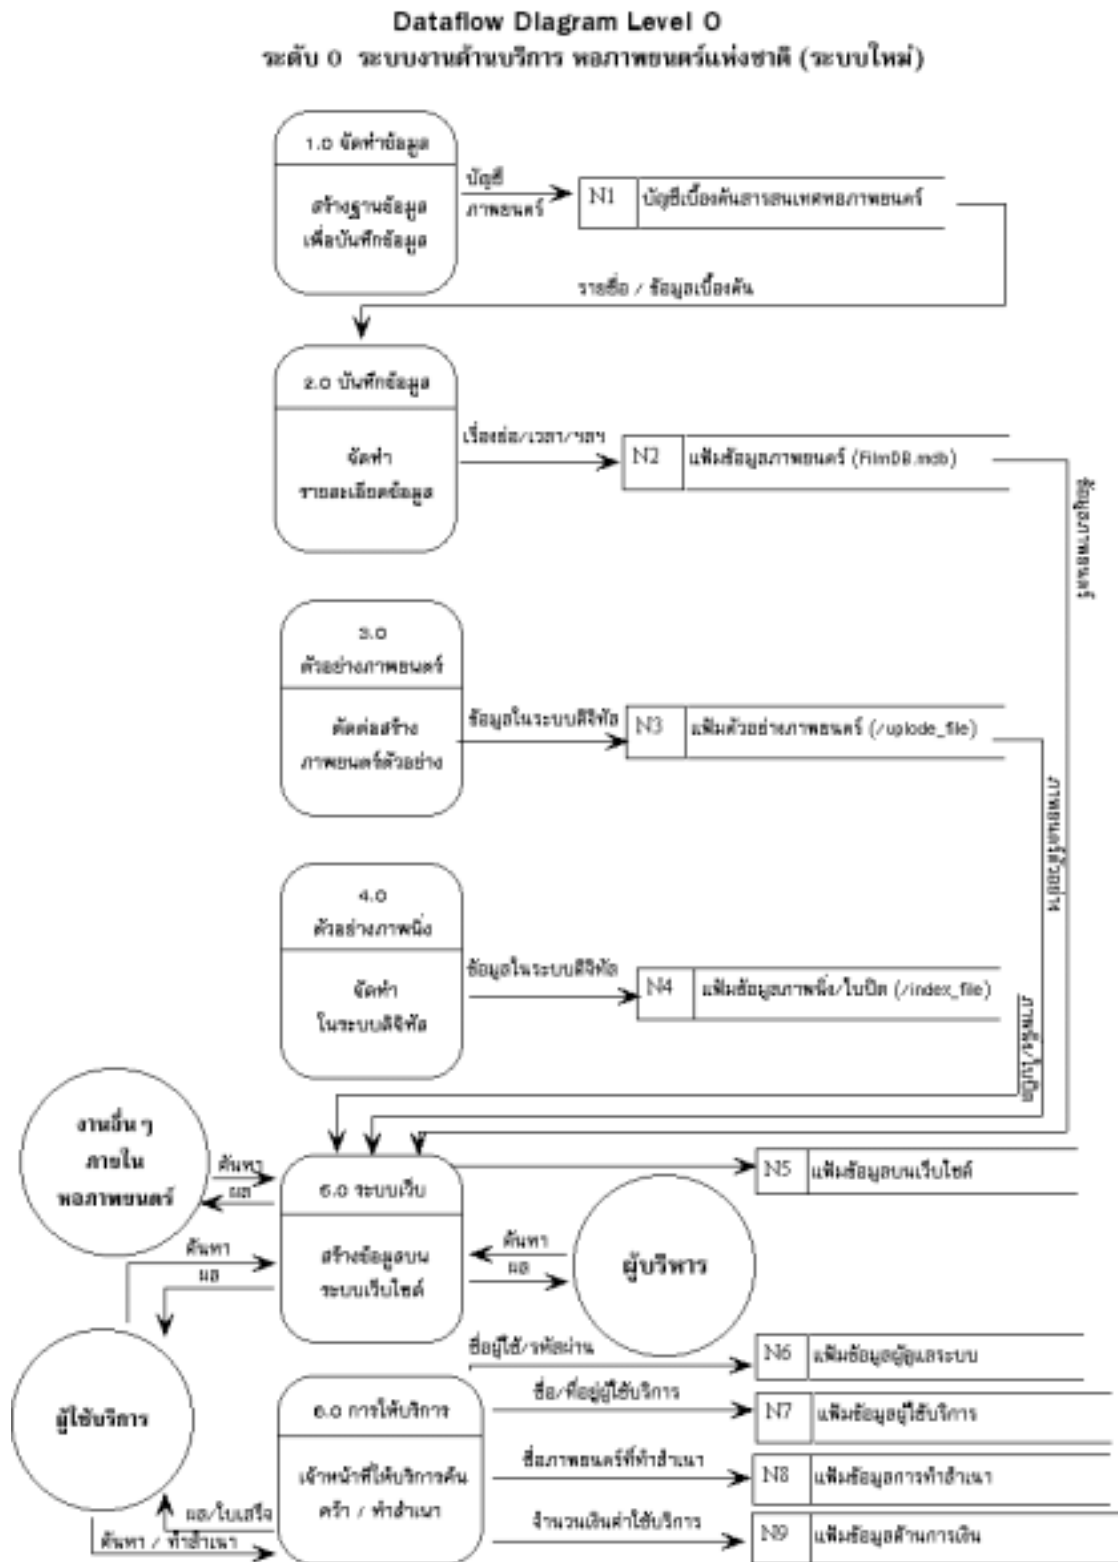 Dataflow Diagram Level 0
ระดับ 0 ระบบงานด้านบริการ หอภาพยนตร์แห่งชาติ (ระบบใหม่)
1.0 จัดทำข้อมูล
สร้างฐานข้อมูล
เพื่อบันทึกข้อมูล
บัญชี
ภาพยนตร์
N1 บัญชีเบื้องต้นสารสนเทศหอภาพยนตร์
รายชื่อ / ข้อมูลเบื้องต้น
2.0 บันทึกข้อมูล
จัดทำ
รายละเอียดข้อมูล
เรื่องย่อ/เวลา/ฯลฯ
N2 แฟ้มข้อมูลภาพยนตร์ (FilmDB.mdb)
ข้อมูลภาพยนตร์
3.0
ตัวอย่างภาพยนตร์
ตัดต่อสร้าง
ภาพยนตร์ตัวอย่าง
ข้อมูลในระบบดิจิทัล
N3 แฟ้มตัวอย่างภาพยนตร์ (/uplode_file)
ภาพยนตร์ตัวอย่าง
4.0
ตัวอย่างภาพนิ่ง
จัดทำ
ในระบบดิจิทัล
ข้อมูลในระบบดิจิทัล
N4 แฟ้มข้อมูลภาพนิ่ง/ใบปิด (/index_file)
ภาพนิ่ง/ใบปิด
งานอื่น ๆ
ภายใน
หอภาพยนตร์
ค้นหา
ผล
5.0 ระบบเว็บ
สร้างข้อมูลบน
ระบบเว็บไซต์
N5 แฟ้มข้อมูลบนเว็บไซต์
ค้นหา
ผล
ผู้บริหาร
ค้นหา
ผล
ผู้ใช้บริการ
6.0 การให้บริการ
เจ้าหน้าที่ให้บริการค้น
คว้า / ทำสำเนา
ชื่อผู้ใช้/รหัสผ่าน
N6 แฟ้มข้อมูลผู้ดูแลระบบ
ชื่อ/ที่อยู่ผู้ใช้บริการ
N7 แฟ้มข้อมูลผู้ใช้บริการ
ชื่อภาพยนตร์ที่ทำสำเนา
N8 แฟ้มข้อมูลการทำสำเนา
จำนวนเงินค่าใช้บริการ
N9 แฟ้มข้อมูลด้านการเงิน
ผล/ใบเสร็จ
ค้นหา / ทำสำเนา